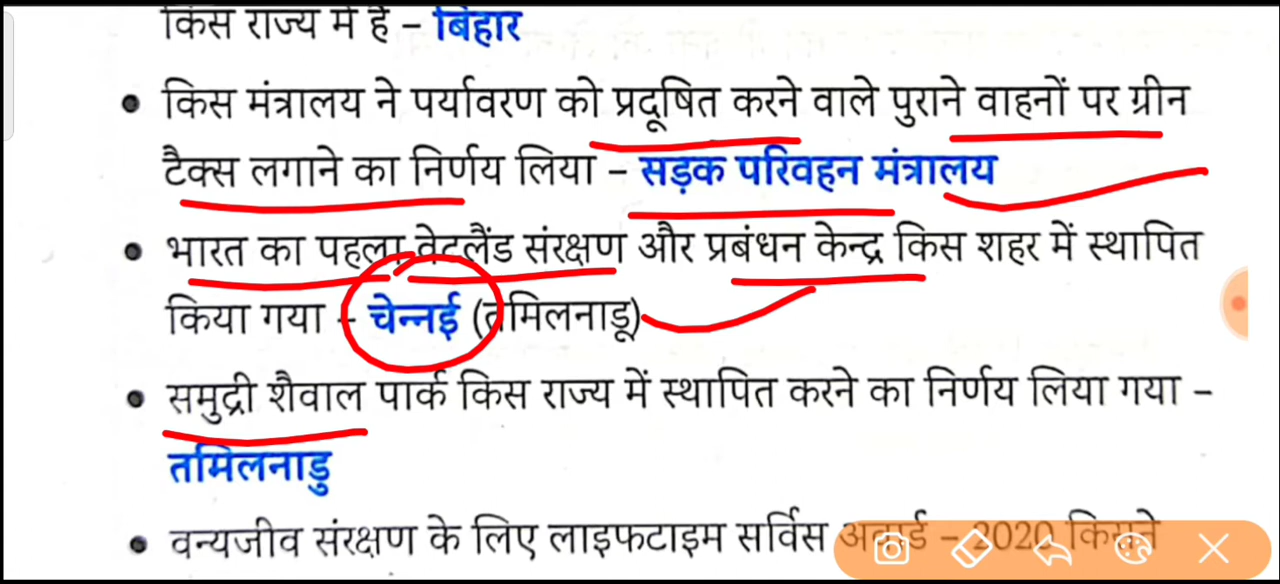 किस राज्य में है – बिहार
• किस मंत्रालय ने पर्यावरण को प्रदूषित करने वाले पुराने वाहनों पर ग्रीन
टैक्स लगाने का निर्णय लिया – सड़क परिवहन मंत्रालय
• भारत का पहला वेटलैंड संरक्षण और प्रबंधन केन्द्र किस शहर में स्थापित
किया गया – चेन्नई (तमिलनाडू)
• समुद्री शैवाल पार्क किस राज्य में स्थापित करने का निर्णय लिया गया –
तमिलनाडु
• वन्यजीव संरक्षण के लिए लाइफटाइम सर्विस अवार्ड – 2020 किसने